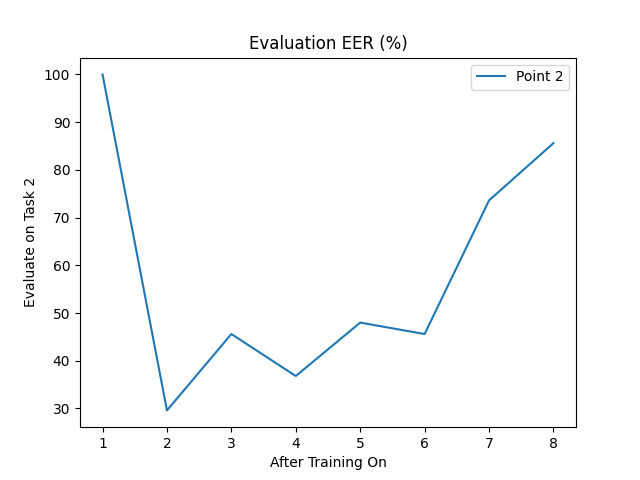 Evaluation EER (%)
Point 2
100
90
80
70
60
50
40
30
Evaluate on Task 2
1 2 3 4 5 6 7 8
After Training On